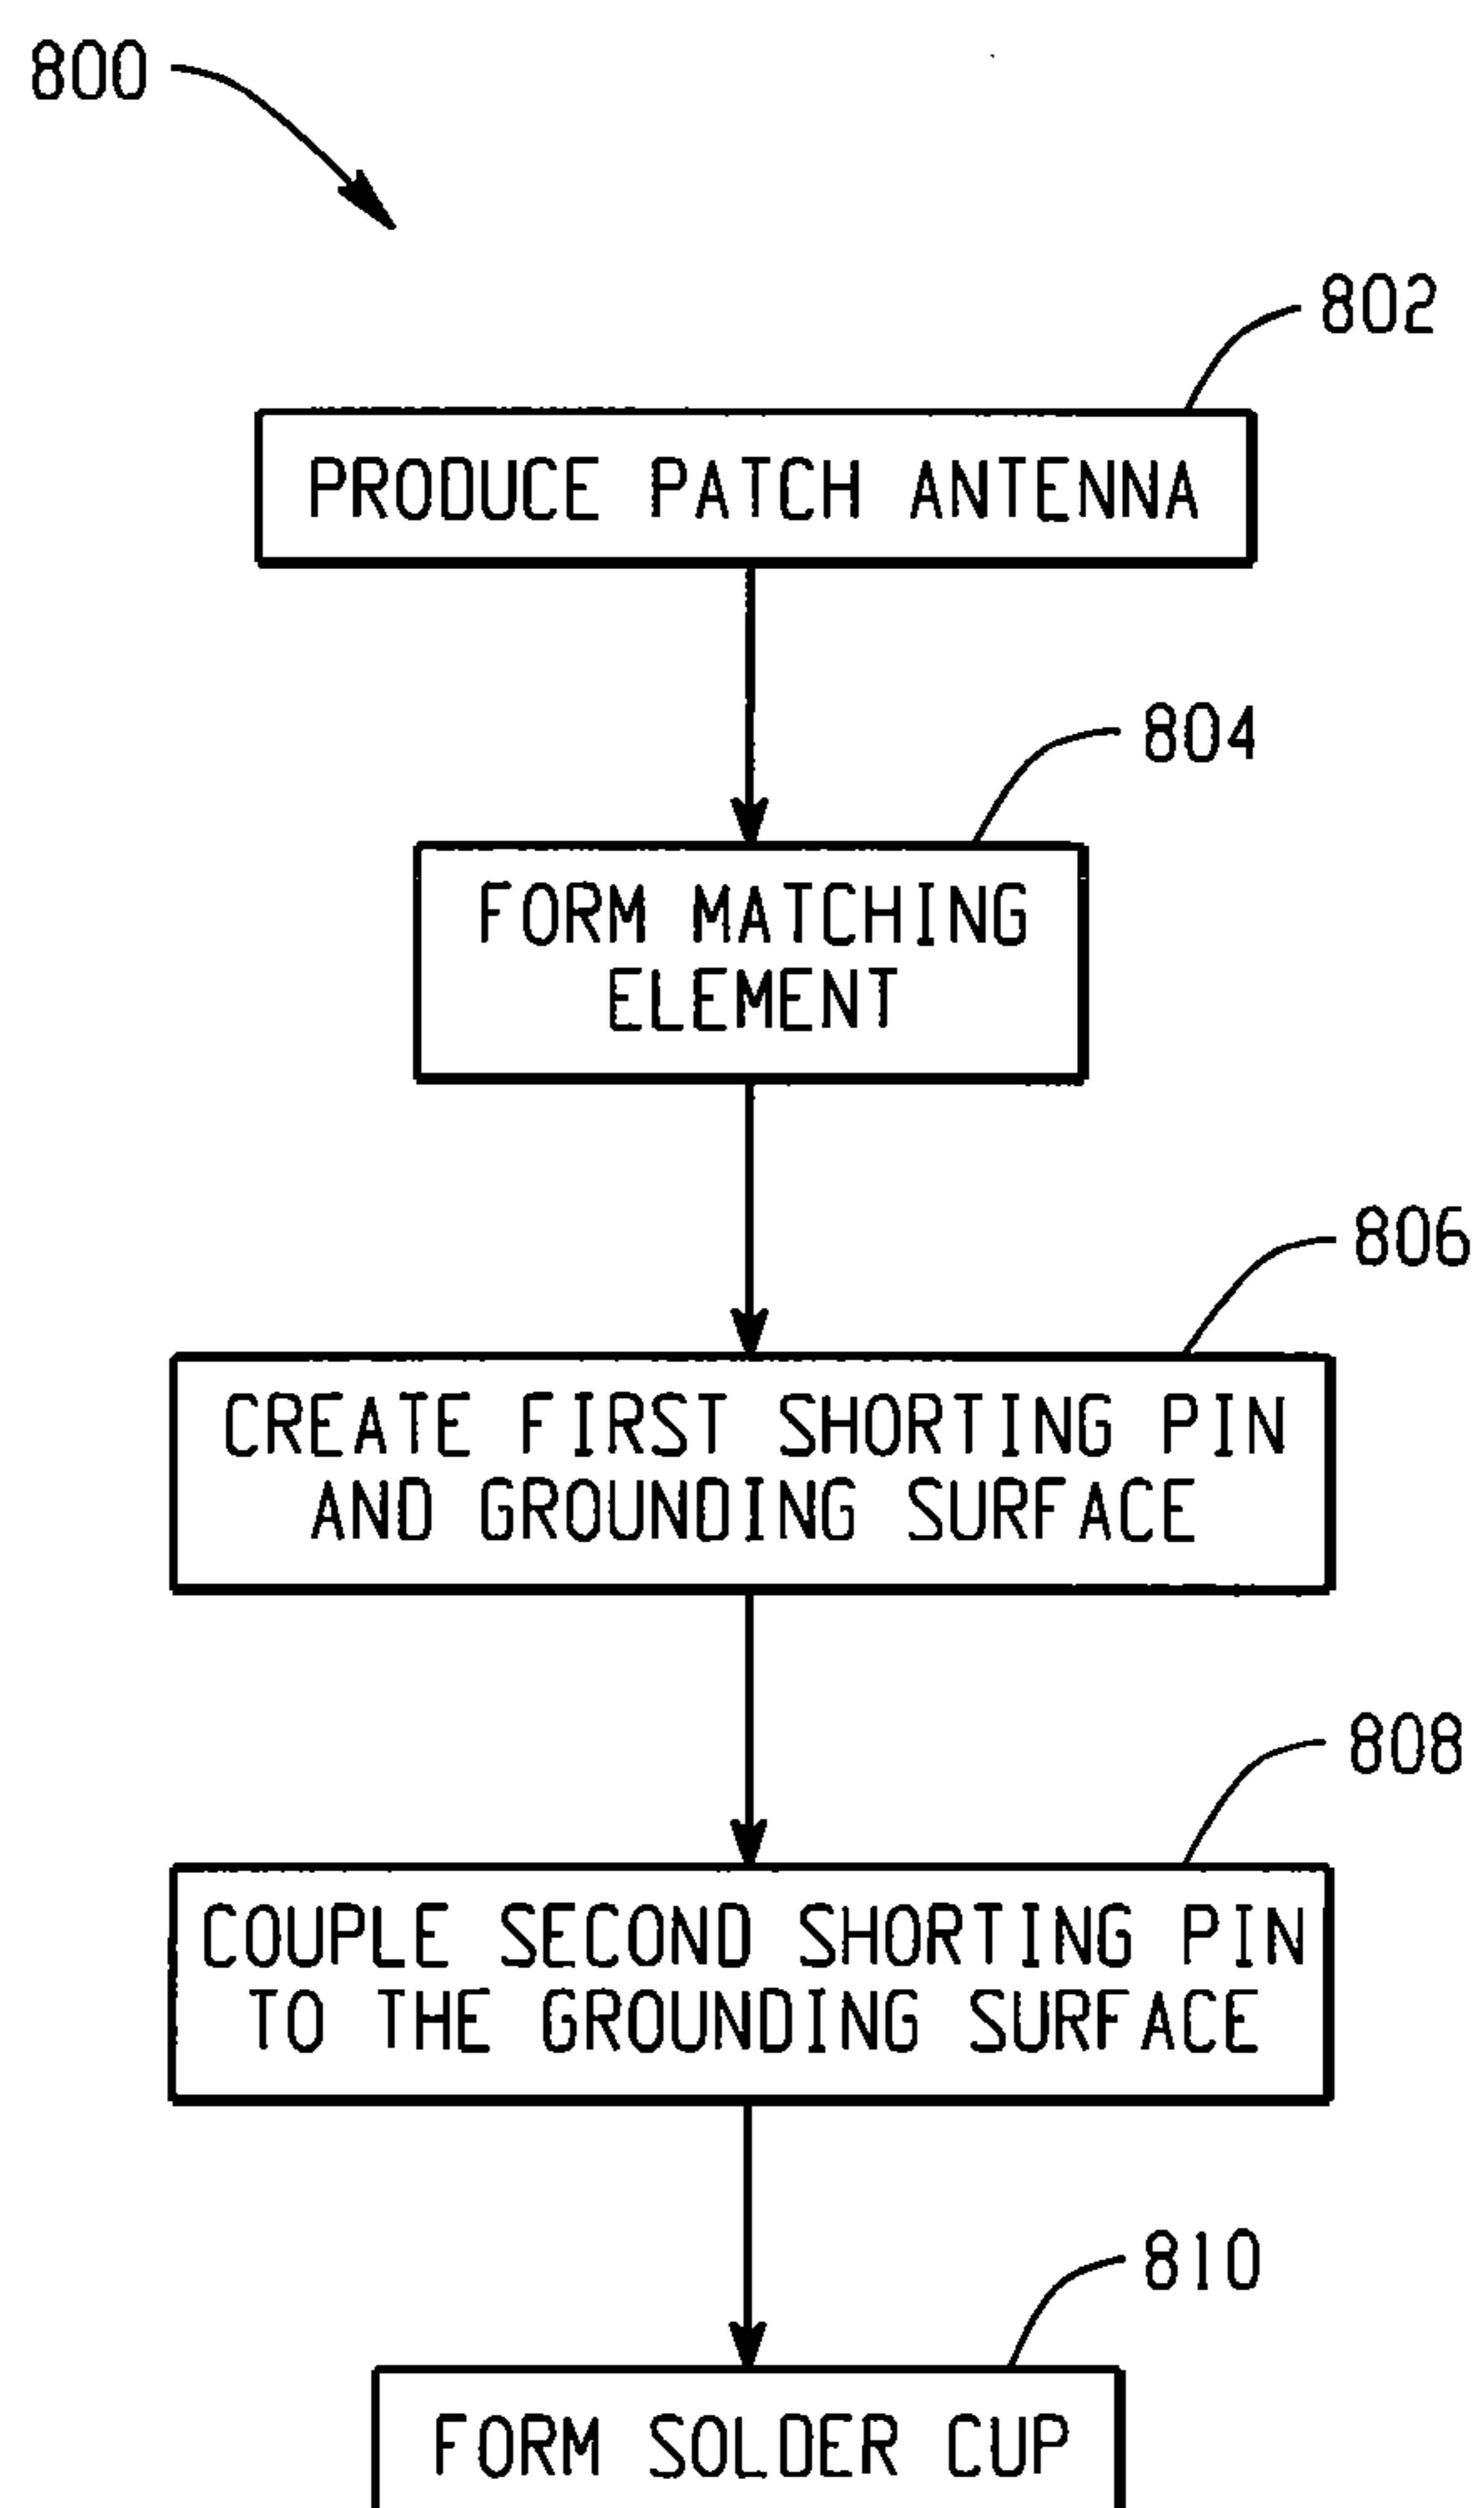 800
802
PRODUCE PATCH ANTENNA
804
FORM MATCHING
ELEMENT
806
CREATE FIRST SHORTING PIN
AND GROUNDING SURFACE
808
COUPLE SECOND SHORTING PIN
TO THE GROUNDING SURFACE
810
FORM SOLDER CUP